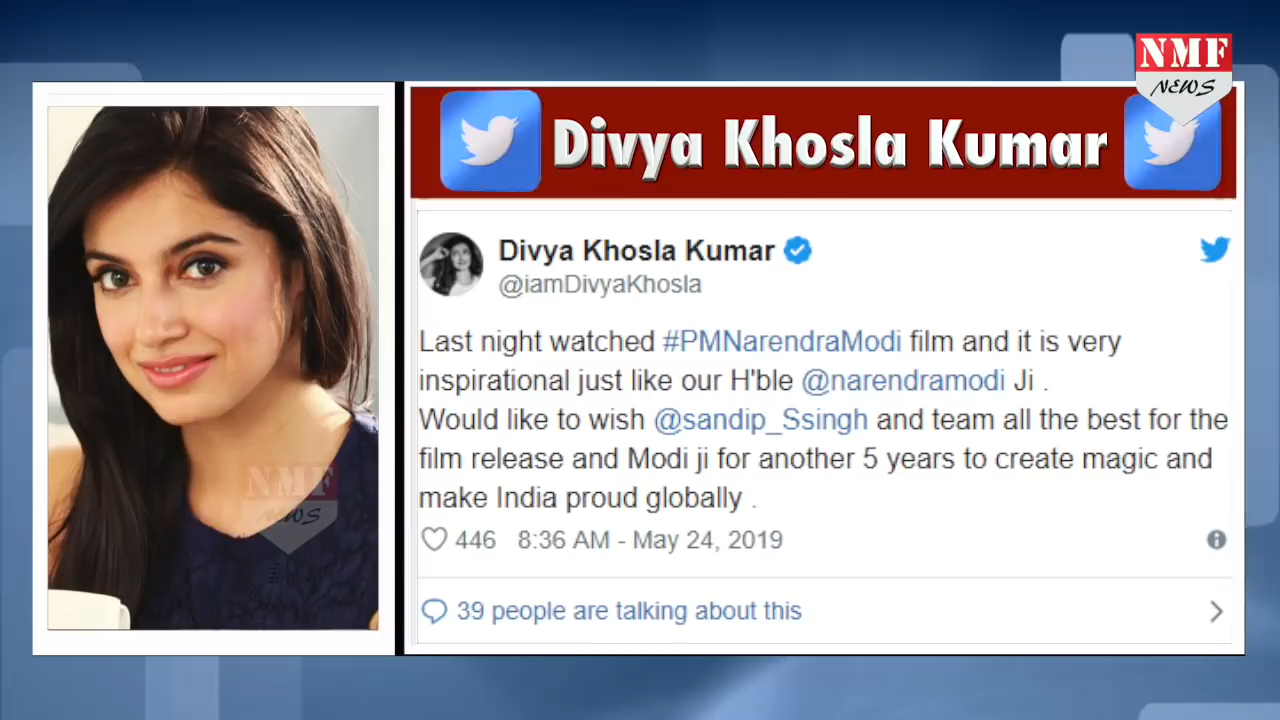 NMF
NEWS
Divya Khosla Kumar
Divya Khosla Kumar
@iamDivyaKhosla
Last night watched #PMNarendraModi film and it is very
inspirational just like our H'ble @narendramodi Ji .
Would like to wish @sandip_Ssingh and team all the best for the
film release and Modi ji for another 5 years to create magic and
make India proud globally .
446 8:36 AM - May 24, 2019
39 people are talking about this
NMF
NEWS